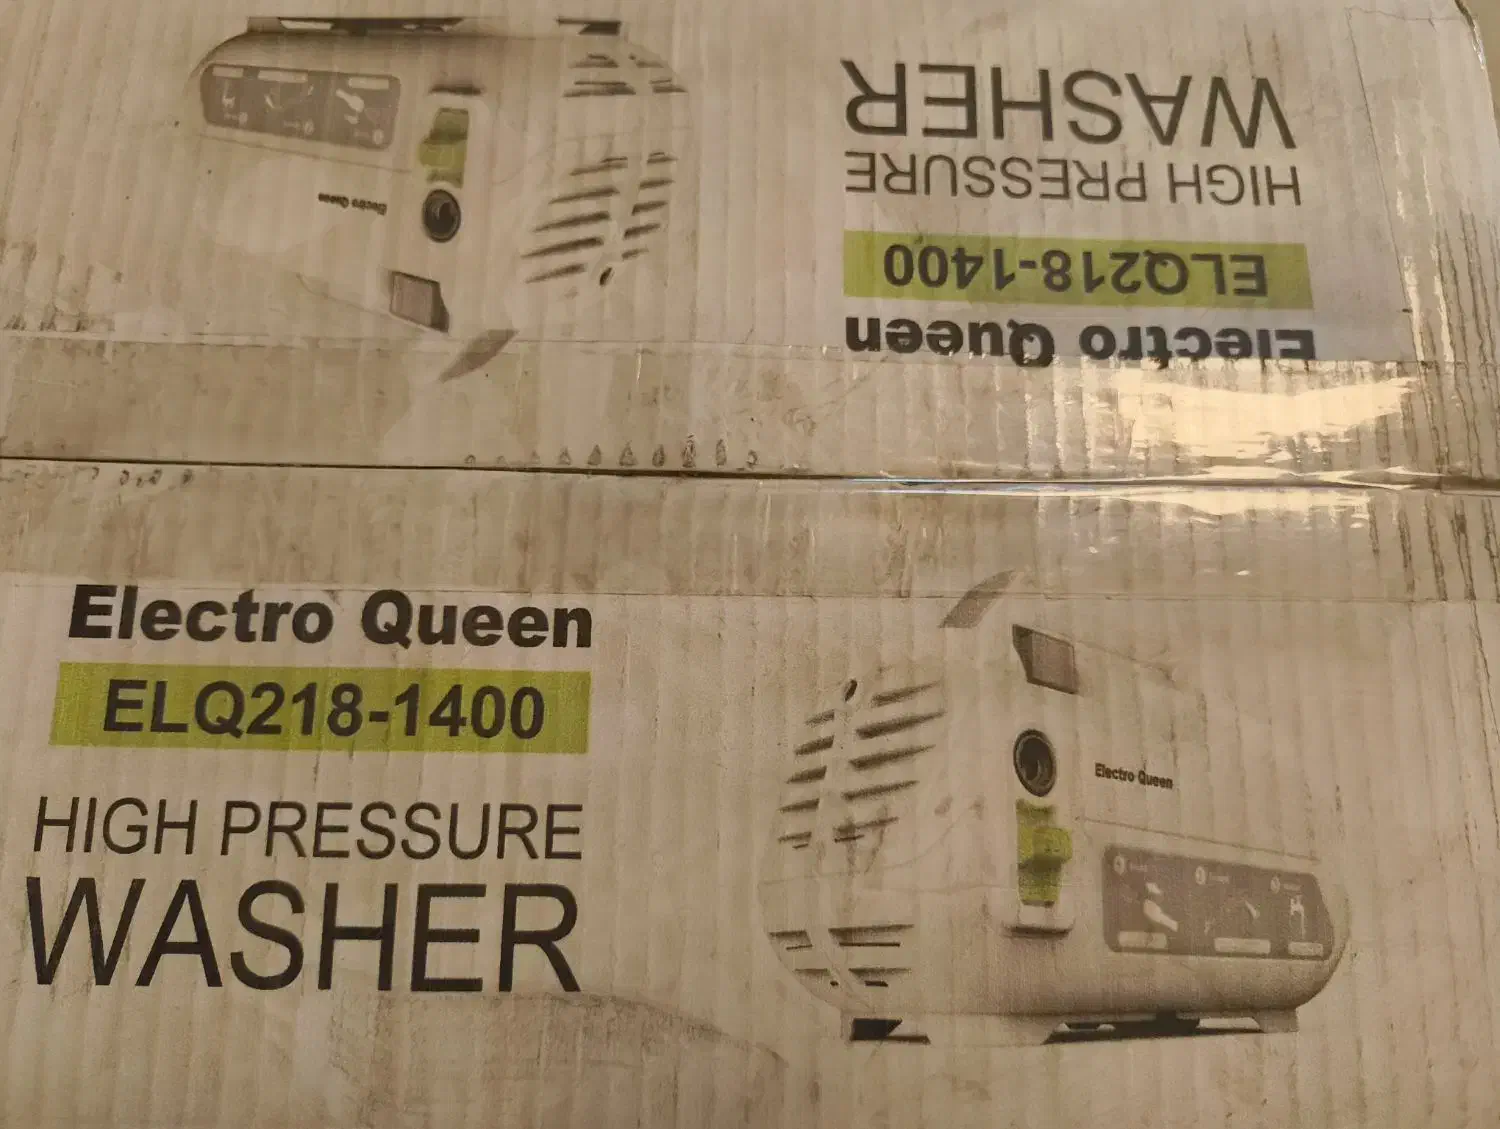 WASHER
HIGH PRESSURE
ELQ218-1400
Electro Queen
Electro Queen
Electro Queen
ELQ218-1400
HIGH PRESSURE
WASHER
Electro Queen